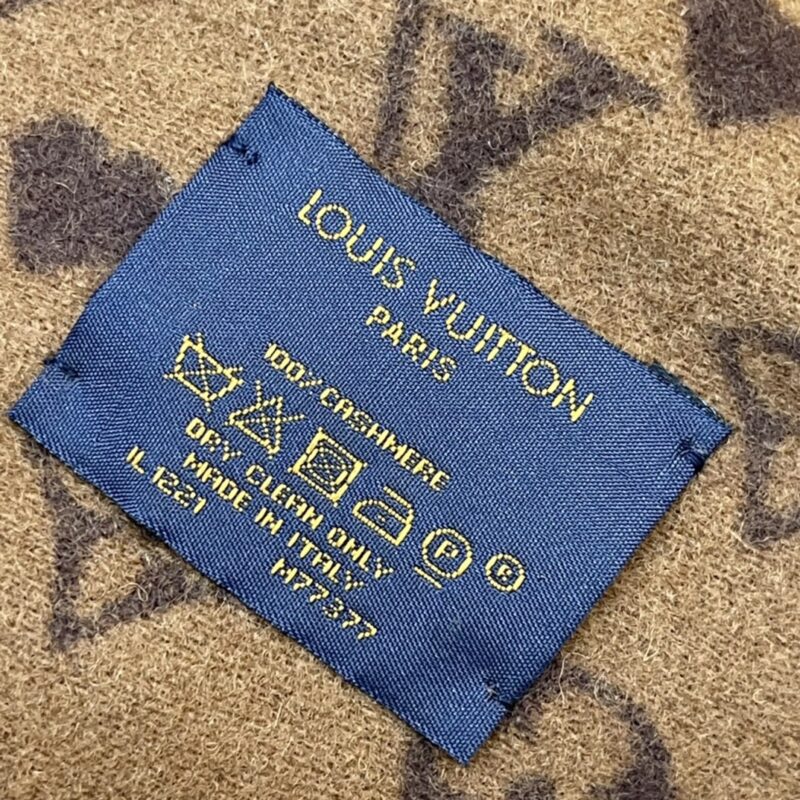 LOUIS VUITTON
PARIS
100% CASHMERE
P ®
DRY CLEAN ONLY
MADE IN ITALY
IL 1221 M77377